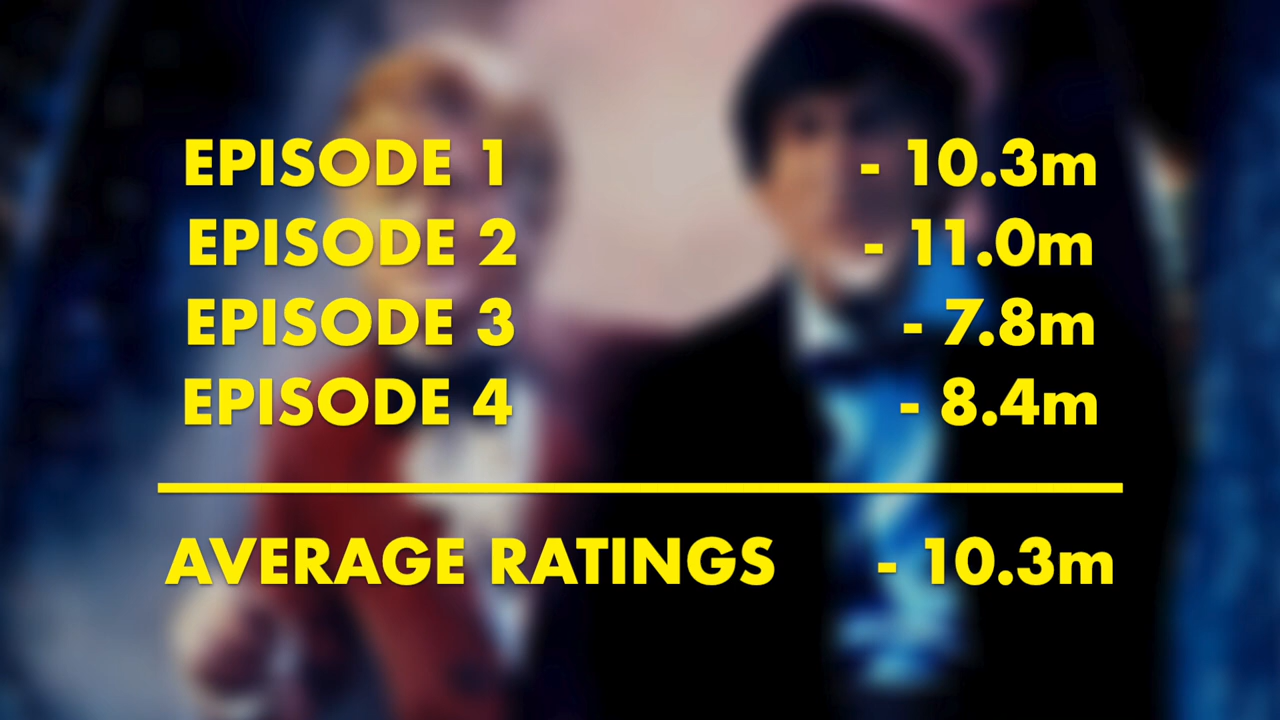 EPISODE 1 - 10.3m
EPISODE 2 - 11.0m
EPISODE 3 - 7.8m
EPISODE 4 - 8.4m
AVERAGE RATINGS - 10.3m